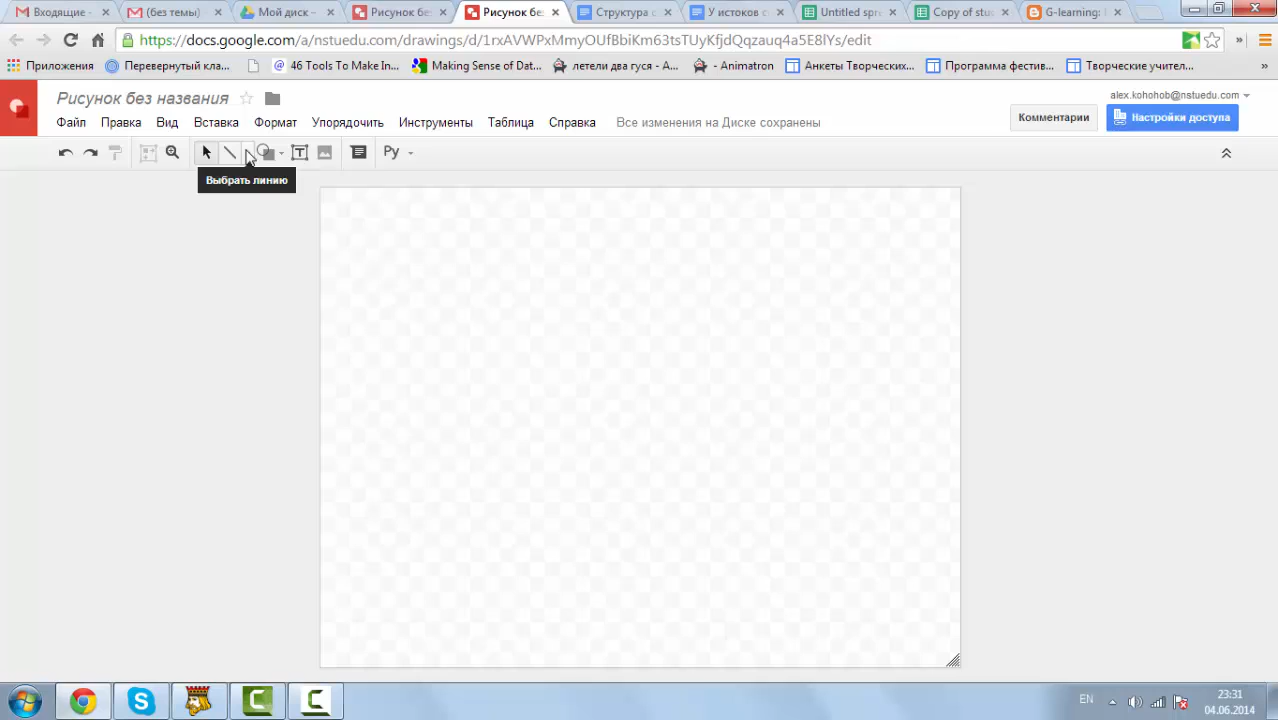 Входящие -
(без темы)
Мой диск –
Рисунок бе
Рисунок бе
Структура
У истоков с
Untitled spr
Copy of stu
G-learning:
https://docs.google.com/a/nstuedu.com/drawings/d/1rxAVWPxMmyOUfBbiKm63tsTUyKfjdQqzauq4a5E8lYs/edit
»
Приложения
Перевернутый кла...
46 Tools To Make In...
Making Sense of Dat...
летели два гуся - А...
- Animatron
Анкеты Творческих...
Программа фестив...
Творческие учител...
»
Рисунок без названия
alex.kohohob@nstuedu.com
Файл Правка Вид Вставка Формат Упорядочить Инструменты Таблица Справка Все изменения на Диске сохранены
Комментарии
Настройки доступа
Ру
Выбрать линию
EN
23:31
04.06.2014